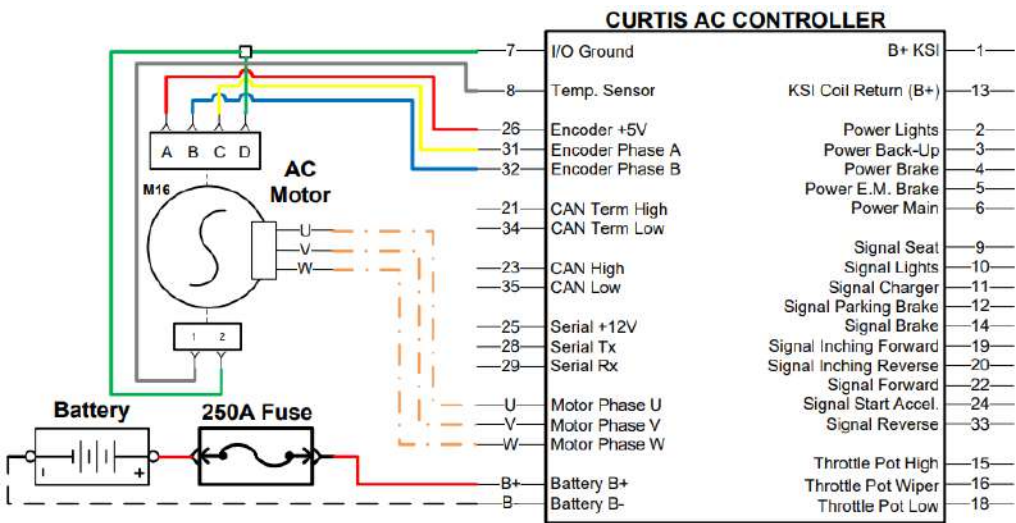 CURTIS AC CONTROLLER
7 I/O Ground
8 Temp. Sensor
26 Encoder +5V
31 Encoder Phase A
32 Encoder Phase B
21 CAN Term High
34 CAN Term Low
23 CAN High
35 CAN Low
25 Serial +12V
28 Serial Tx
29 Serial Rx
U Motor Phase U
V Motor Phase V
W Motor Phase W
B+ Battery B+
B Battery B-
B+ KSI 1
KSI Coil Return (B+) 13
Power Lights 2
Power Back-Up 3
Power Brake 4
Power E.M. Brake 5
Power Main 6
Signal Seat 9
Signal Lights 10
Signal Charger 11
Signal Parking Brake 12
Signal Brake 14
Signal Inching Forward 19
Signal Inching Reverse 20
Signal Forward 22
Signal Start Accel. 24
Signal Reverse 33
Throttle Pot High 15
Throttle Pot Wiper 16
Throttle Pot Low 18
A B C D
M16
AC
Motor
U
V
W
1 2
Battery
- +
250A Fuse